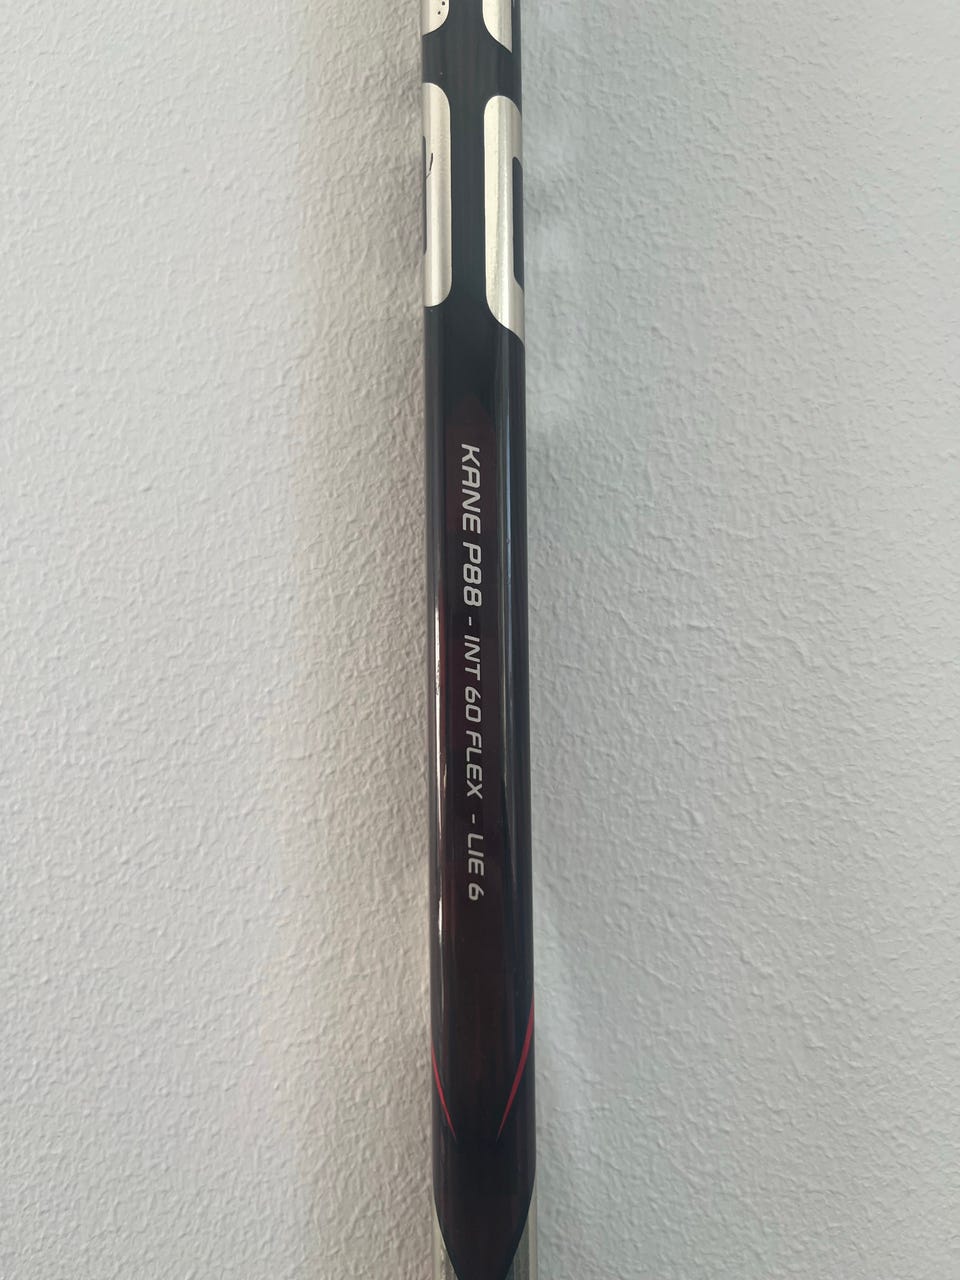 KANE P88 - INT 60 FLEX - LIE 6